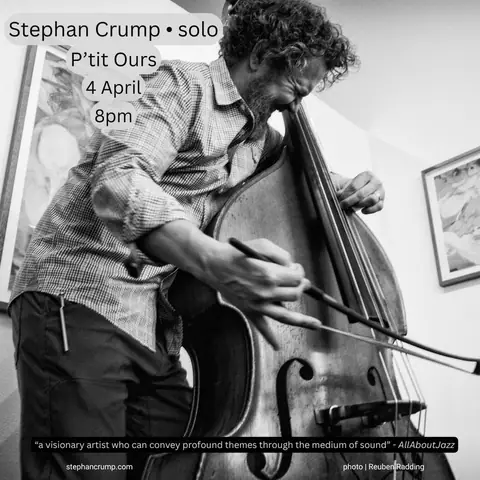 Stephan Crump • solo
P’tit Ours
4 April
8pm
“a visionary artist who can convey profound themes through the medium of sound” - AllAboutJazz
stephancrump.com
photo | Reuben Radding